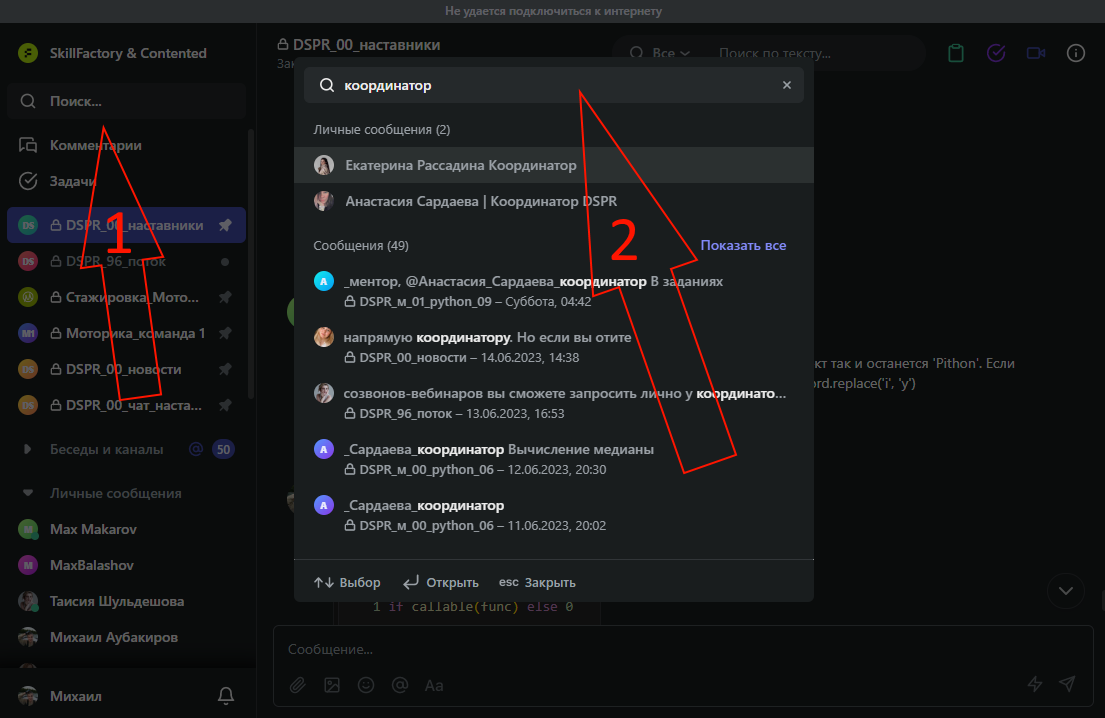 Не удается подключиться к интернету
SkillFactory & Contented
Поиск...
Комментарии
Задачи
DS DSPR_00_наставники
DS DSPR_96_поток
Стажировка_Мото...
M1 Моторика_команда 1
DS DSPR_00_новости
DS DSPR_00_чат_наста...
Беседы и каналы @ 50
Личные сообщения
M Max Makarov
M MaxBalashov
Таисия Шульдешова
Михаил Аубакиров
Михаил
1
DSPR_00_наставники
Зак
Все
Поиск по тексту...
координатор
Личные сообщения (2)
Екатерина Рассадина Координатор
Анастасия Сардаева | Координатор DSPR
2
Сообщения (49)
Показать все
А _ментор, @Анастасия_Сардаева_координатор В заданиях
DSPR_м_01_python_09 – Суббота, 04:42
напрямую координатору. Но если вы отите
DSPR_00_новости – 14.06.2023, 14:38
созвонов-вебинаров вы сможете запросить лично у координато...
DSPR_96_поток – 13.06.2023, 16:53
А _Сардаева_координатор Вычисление медианы
DSPR_м_00_python_06 – 12.06.2023, 20:30
А _Сардаева_координатор
DSPR_м_00_python_06 – 11.06.2023, 20:02
Выбор
Открыть
esc Закрыть
кт так и останется 'Pithon'. Если
ord.replace('i', 'y')
1 if callable(func) else 0
Сообщение...
@ Aa